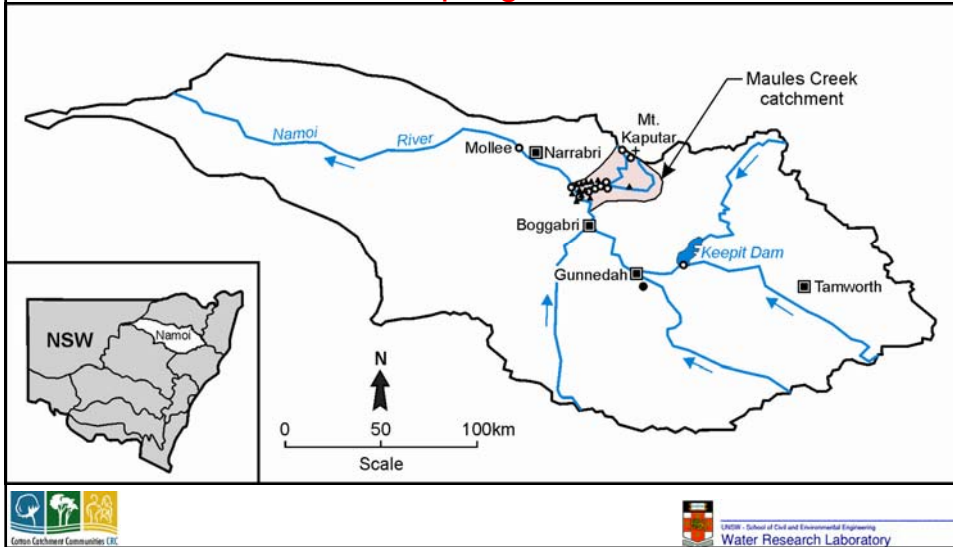 Maules Creek
catchment
Mt.
Kaputar
Namoi
River
Mollee
Narrabri
Boggabri
Keepit Dam
Gunnedah
Tamworth
NSW
Namoi
N
0 50 100km
Scale
Cotton Catchment Communities CRC
UNSW - School of Civil and Environmental Engineering
Water Research Laboratory